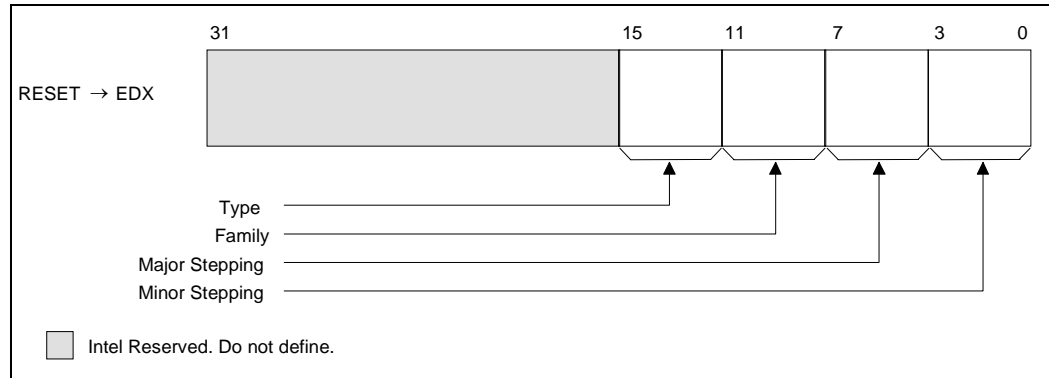 31 15 11 7 3 0
RESET → EDX
Type
Family
Major Stepping
Minor Stepping
Intel Reserved. Do not define.